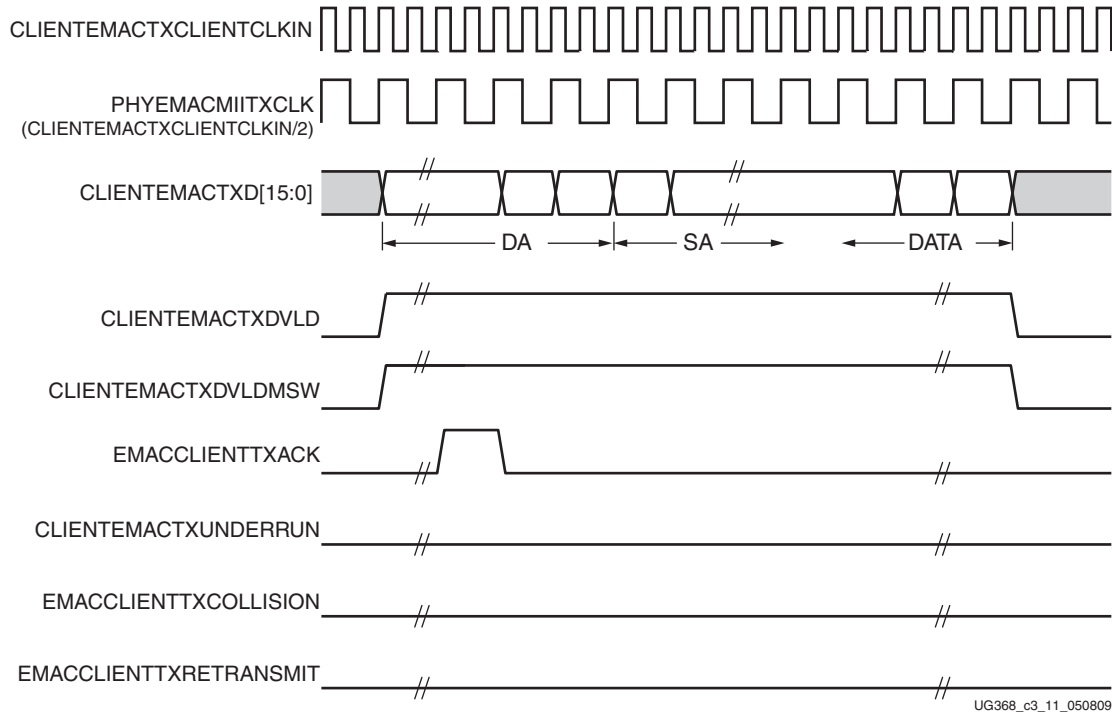 CLIENTEMACTXCLIENTCLKIN
PHYEMACMIITXCLK
(CLIENTEMACTXCLIENTCLKIN/2)
CLIENTEMACTXD[15:0]
DA SA DATA
CLIENTEMACTXDVLD
CLIENTEMACTXDVLDMSW
EMACCLIENTTXACK
CLIENTEMACTXUNDERRUN
EMACCLIENTTXCOLLISION
EMACCLIENTTXRETRANSMIT
UG368_c3_11_050809